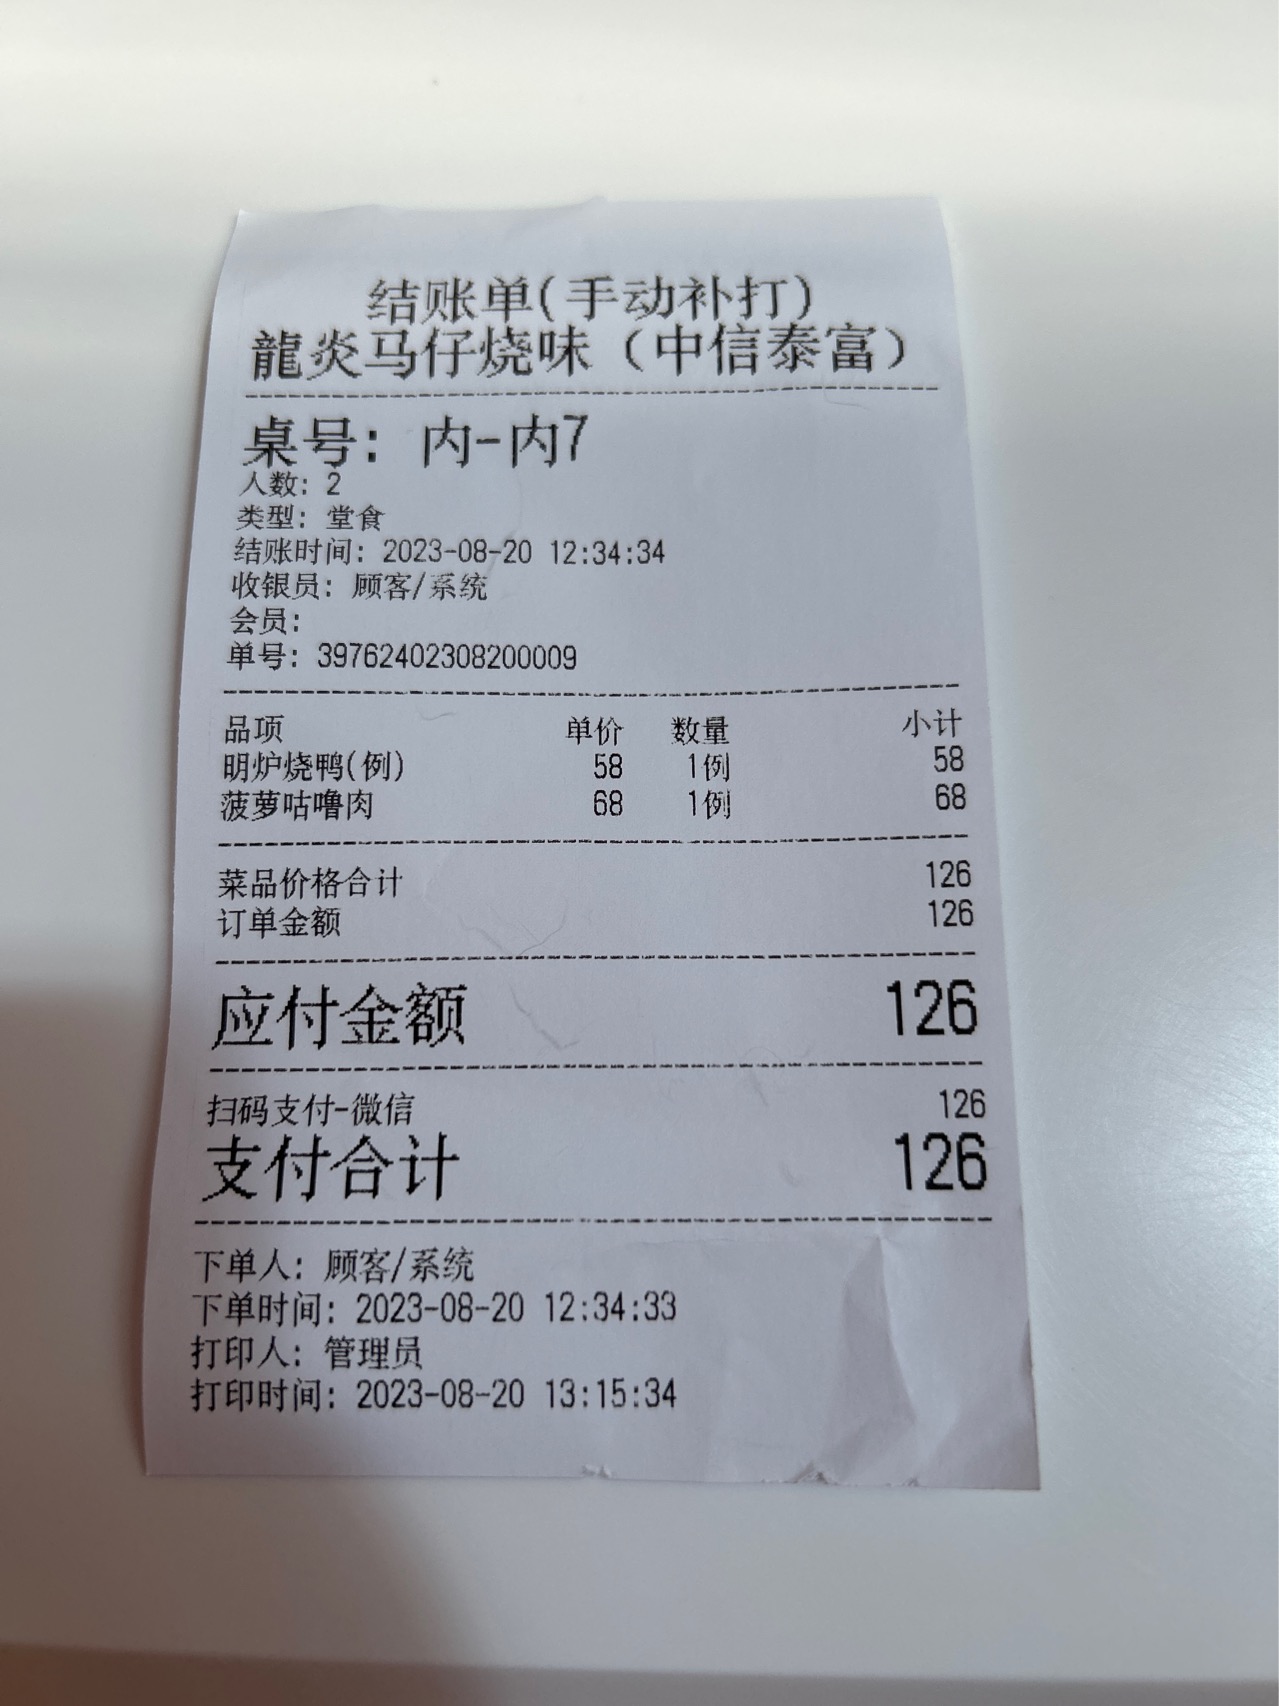 结账单(手动补打)
龍炎马仔烧味（中信泰富）
桌号: 内-内7
人数: 2
类型: 堂食
结账时间: 2023-08-20 12:34:34
收银员: 顾客/系统
会员:
单号: 39762402308200009
品项 单价 数量 小计
明炉烧鸭(例) 58 1例 58
菠萝咕噜肉 68 1例 68
菜品价格合计 126
订单金额 126
应付金额 126
扫码支付-微信 126
支付合计 126
下单人: 顾客/系统
下单时间: 2023-08-20 12:34:33
打印人: 管理员
打印时间: 2023-08-20 13:15:34